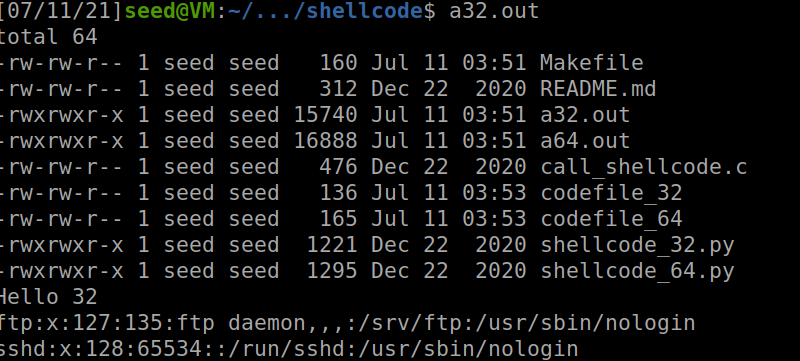 [07/11/21]seed@VM:~/.../shellcode$ a32.out
total 64
-rw-rw-r-- 1 seed seed   160 Jul 11 03:51 Makefile
-rw-rw-r-- 1 seed seed   312 Dec 22  2020 README.md
-rwxrwxr-x 1 seed seed 15740 Jul 11 03:51 a32.out
-rwxrwxr-x 1 seed seed 16888 Jul 11 03:51 a64.out
-rw-rw-r-- 1 seed seed   476 Dec 22  2020 call_shellcode.c
-rw-rw-r-- 1 seed seed   136 Jul 11 03:53 codefile_32
-rw-rw-r-- 1 seed seed   165 Jul 11 03:53 codefile_64
-rwxrwxr-x 1 seed seed  1221 Dec 22  2020 shellcode_32.py
-rwxrwxr-x 1 seed seed  1295 Dec 22  2020 shellcode_64.py
Hello 32
ftp:x:127:135:ftp daemon,,,:/srv/ftp:/usr/sbin/nologin
sshd:x:128:65534::/run/sshd:/usr/sbin/nologin